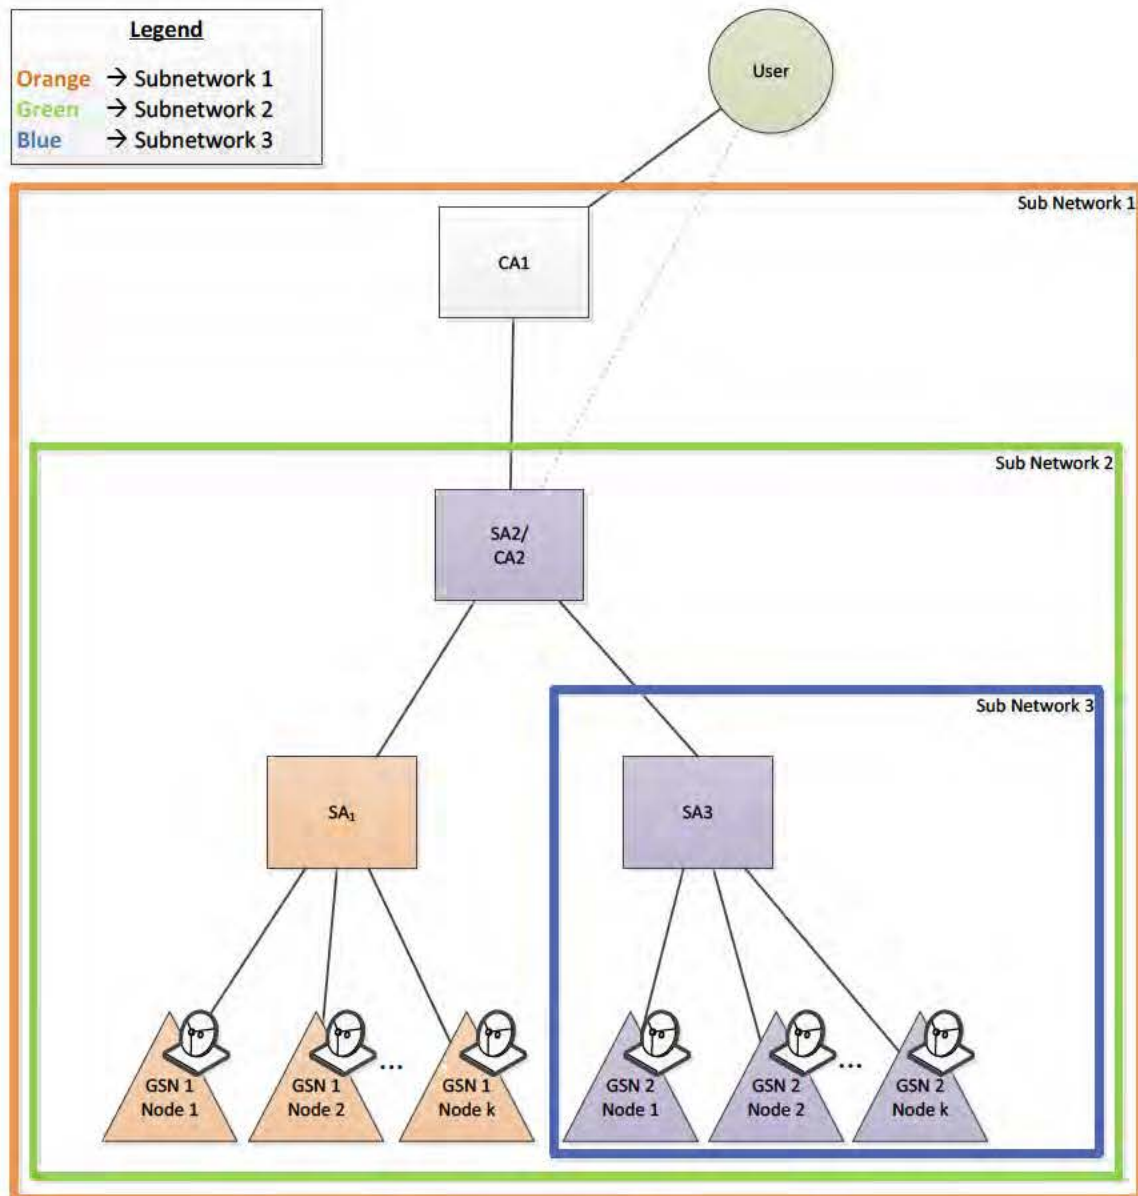 Legend
Orange → Subnetwork 1
Green → Subnetwork 2
Blue → Subnetwork 3
User
Sub Network 1
CA1
Sub Network 2
SA2/
CA2
Sub Network 3
SA₁
SA3
GSN 1
Node 1
GSN 1
Node 2
...
GSN 1
Node k
GSN 2
Node 1
GSN 2
Node 2
...
GSN 2
Node k